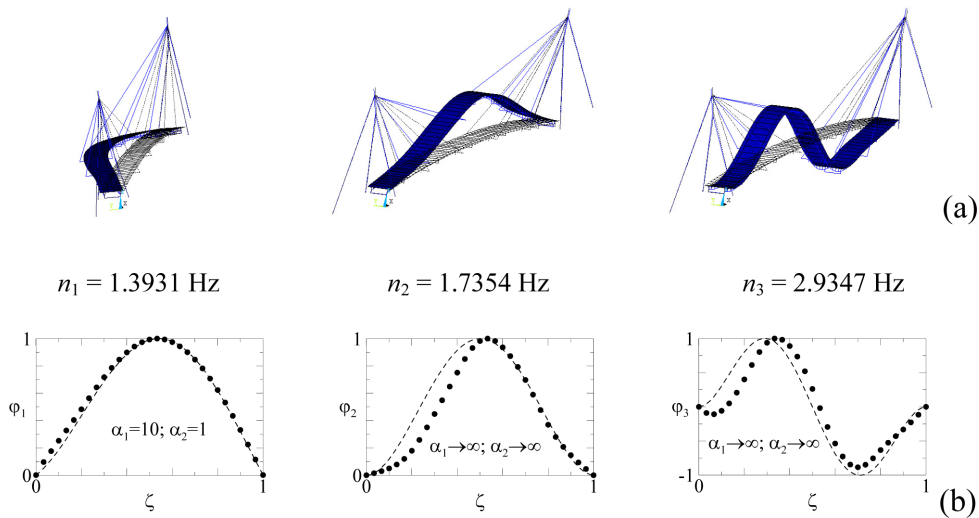 (a)
n₁ = 1.3931 Hz
n₂ = 1.7354 Hz
n₃ = 2.9347 Hz
1
φ₁
α₁=10; α₂=1
0
0
ζ
1
1
φ₂
α₁→∞; α₂→∞
0
0
ζ
1
1
φ₃
α₁→∞; α₂→∞
-1
0
ζ
1
(b)